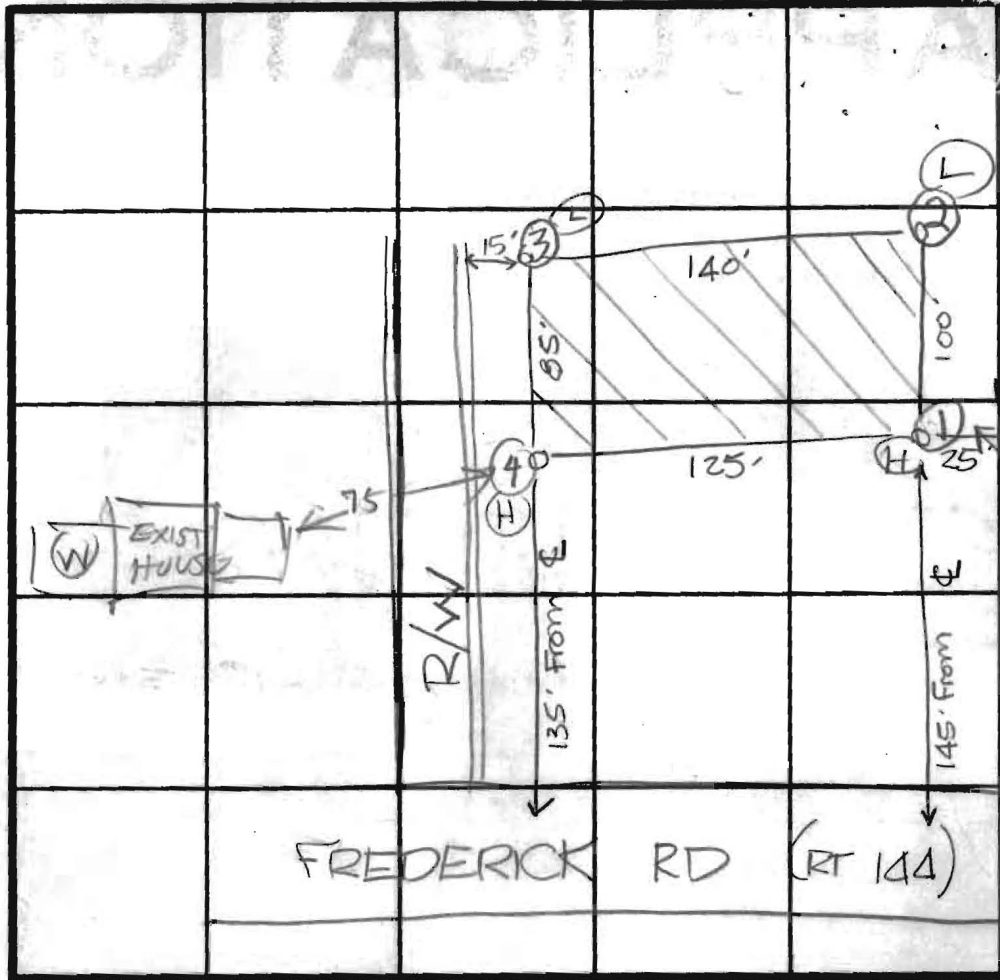 L
2
15'
3
L
140'
85'
100
1
H
25
125'
4
H
75
W
EXIST
HOUSE
R/W
135' From ℄
145' From ℄
FREDERICK RD (RT 144)